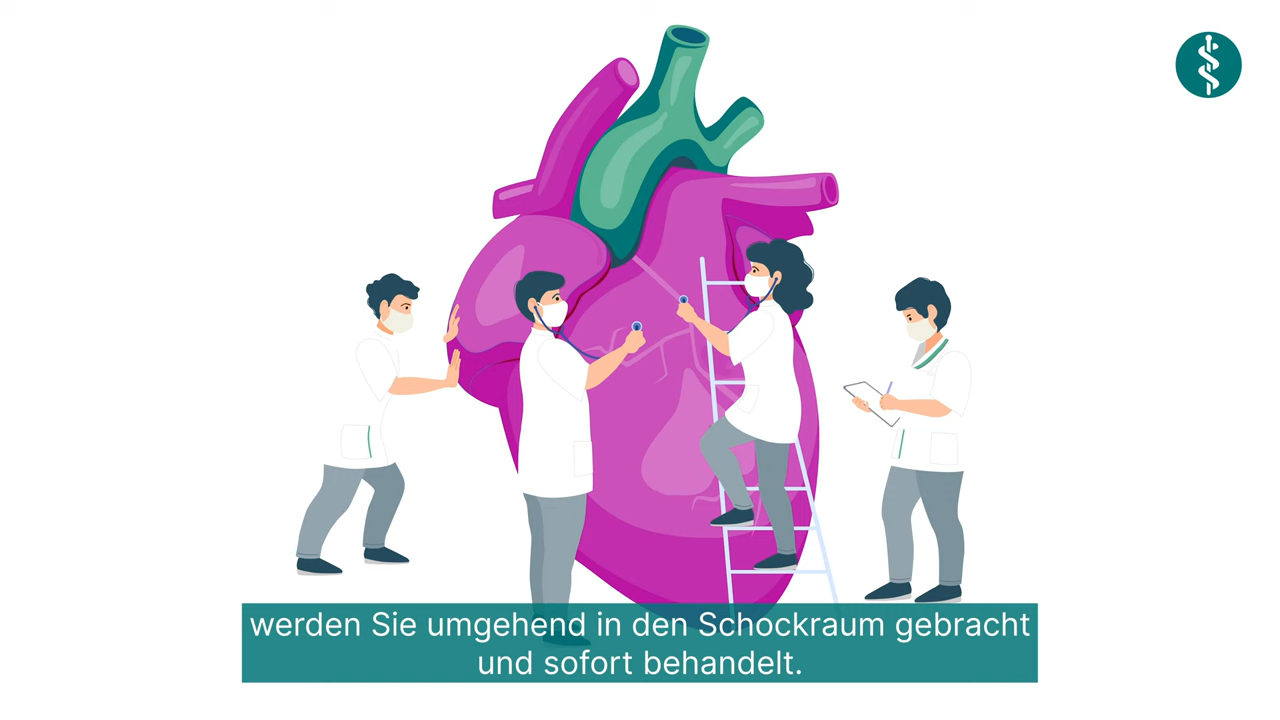 werden Sie umgehend in den Schockraum gebracht
und sofort behandelt.